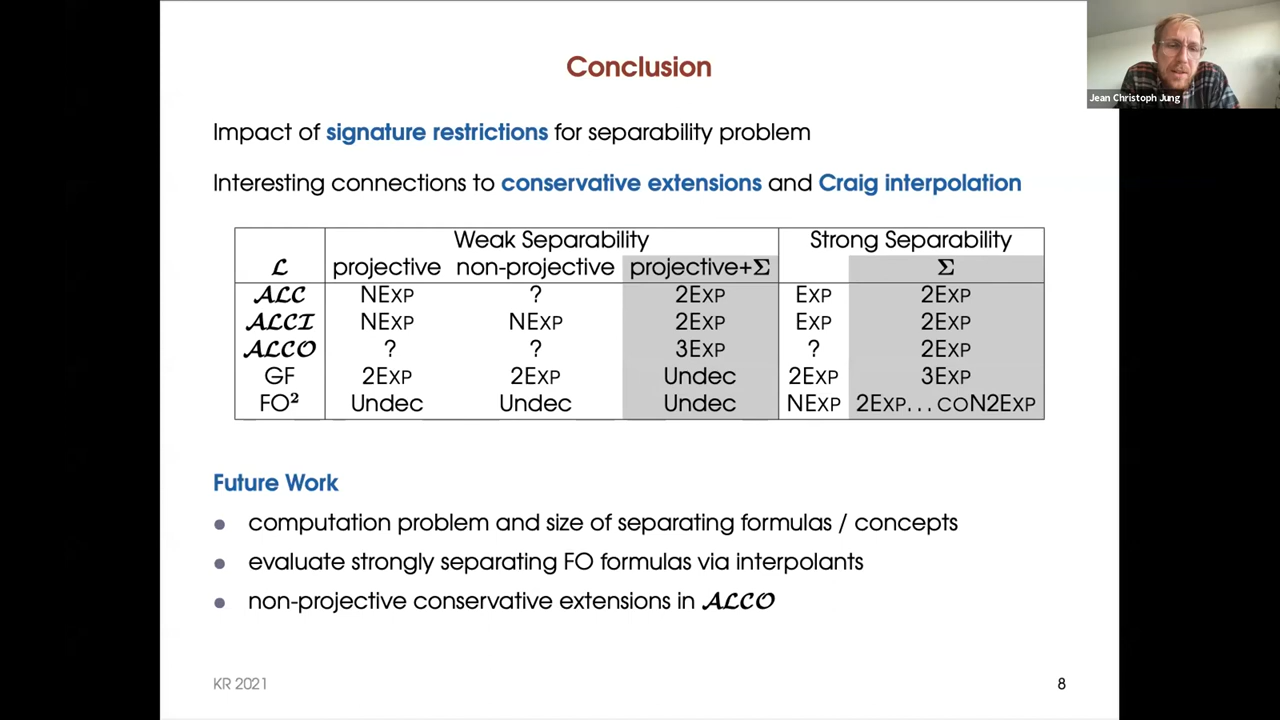 Conclusion
Jean Christoph Jung
Impact of signature restrictions for separability problem
Interesting connections to conservative extensions and Craig interpolation
Weak Separability Strong Separability
ℒ projective non-projective projective+Σ Σ
𝒜ℒ𝒞 NExp ? 2Exp Exp 2Exp
𝒜ℒ𝒞ℐ NExp NExp 2Exp Exp 2Exp
𝒜ℒ𝒞𝒪 ? ? 3Exp ? 2Exp
GF 2Exp 2Exp Undec 2Exp 3Exp
FO² Undec Undec Undec NExp 2Exp...coN2Exp
Future Work
● computation problem and size of separating formulas / concepts
● evaluate strongly separating FO formulas via interpolants
● non-projective conservative extensions in 𝒜ℒ𝒞𝒪
KR 2021 8